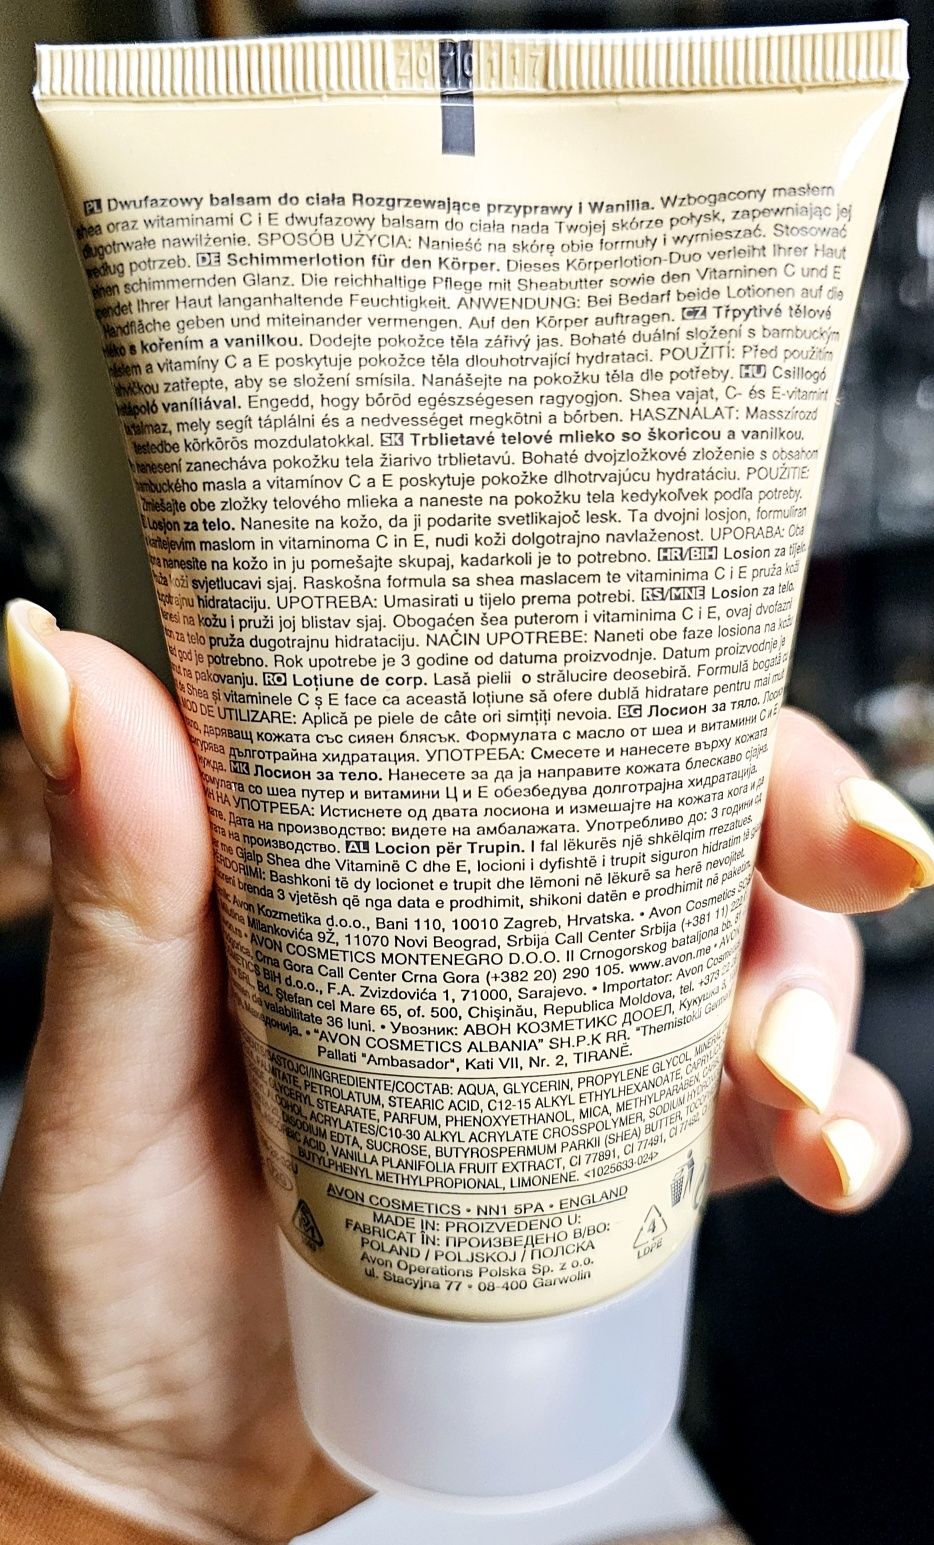 PL Dwufazowy balsam do ciała Rozgrzewające przyprawy i Wanilia. Wzbogacony masłem
shea oraz witaminami C i E dwufazowy balsam do ciała nada Twojej skórze połysk, zapewniając jej
długotrwałe nawilżenie. SPOSÓB UŻYCIA: Nanieść na skórę obie formuły i wymieszać. Stosować
według potrzeb. DE Schimmerlotion für den Körper. Dieses Körperlotion-Duo verleiht Ihrer Haut
einen schimmernden Glanz. Die reichhaltige Pflege mit Sheabutter sowie den Vitaminen C und E
spendet Ihrer Haut langanhaltende Feuchtigkeit. ANWENDUNG: Bei Bedarf beide Lotionen auf die
Handfläche geben und miteinander vermengen. Auf den Körper auftragen. CZ Třpytivé tělové
mléko s kořením a vanilkou. Dodejte pokožce těla zářivý jas. Bohaté duální složení s bambuckým
máslem a vitamíny C a E poskytuje pokožce těla dlouhotrvající hydrataci. POUŽITÍ: Před použitím
lahvičkou zatřepte, aby se složení smísila. Nanášejte na pokožku těla dle potřeby. HU Csillogó
testápoló vaníliával. Engedd, hogy bőröd egészségesen ragyogjon. Shea vajat, C- és E-vitamint
tartalmaz, mely segít táplálni és a nedvességet megkötni a bőrben. HASZNÁLAT: Masszírozd
testedbe körkörös mozdulatokkal. SK Trblietavé telové mlieko so škoricou a vanilkou.
nanesení zanecháva pokožku tela žiarivo trblietavú. Bohaté dvojzložkové zloženie s obsahom
bambuckého masla a vitamínov C a E poskytuje pokožke dlhotrvajúcu hydratáciu. POUŽITIE:
Zmiešajte obe zložky telového mlieka a naneste na pokožku tela kedykoľvek podľa potreby.
Losjon za telo. Nanesite na kožo, da ji podarite svetlikajoč lesk. Ta dvojni losjon, formuliran
s karitejevim maslom in vitaminoma C in E, nudi koži dolgotrajno navlaženost. UPORABA: Oba
nanesite na kožo in ju pomešajte skupaj, kadarkoli je to potrebno. HR/BIH Losion za tijelo.
Pruža koži svjetlucavi sjaj. Raskošna formula sa shea maslacem te vitaminima C i E pruža koži
dugotrajnu hidrataciju. UPOTREBA: Umasirati u tijelo prema potrebi. RS/MNE Losion za telo.
na kožu i pruži joj blistav sjaj. Obogaćen šea puterom i vitaminima C i E, ovaj dvofazni
za telo pruža dugotrajnu hidrataciju. NAČIN UPOTREBE: Naneti obe faze losiona na kožu
god je potrebno. Rok upotrebe je 3 godine od datuma proizvodnje. Datum proizvodnje je
na pakovanju. RO Loțiune de corp. Lasă pielii o strălucire deosebiră. Formulă bogată
de Shea și vitaminele C ș E face ca această loțiune să ofere dublă hidratare pentru mai mult
MOD DE UTILIZARE: Aplică pe piele de câte ori simțiți nevoia. BG Лосион за тяло.
даряващ кожата със сияен блясък. Формулата с масло от шеа и витамини С и Е
дълготрайна хидратация. УПОТРЕБА: Смесете и нанесете върху кожата
нужда. MK Лосион за тело. Нанесете за да ја направите кожата блескаво сјајна.
Формулата со шеа путер и витамини Ц и Е обезбедува долготрајна хидратација.
НА УПОТРЕБА: Истиснете од двата лосиона и измешајте на кожата кога и да
Дата на производство: видете на амбалажата. Употребливо до: 3 години од
на производство. AL Locion për Trupin. I fal lëkurës një shkëlqim rrezatues.
me Gjalp Shea dhe Vitaminë C dhe E, locioni i dyfishtë i trupit siguron hidratim të
PËRDORIMI: Bashkoni të dy locionet e trupit dhe lëmoni në lëkurë sa herë nevojitet.
brenda 3 vjetësh që nga data e prodhimit, shikoni datën e prodhimit në paketim.
Avon Kozmetika d.o.o., Bani 110, 10010 Zagreb, Hrvatska. • Avon Cosmetics
Milutina Milankovića 9Ž, 11070 Novi Beograd, Srbija Call Center Srbija (+381 11)
• AVON COSMETICS MONTENEGRO D.O.O. II Crnogorskog bataljona bb.
Crna Gora Call Center Crna Gora (+382 20) 290 105. www.avon.me • AVON
COSMETICS BIH d.o.o., F.A. Zvizdovića 1, 71000, Sarajevo. • Importator: Avon Cosmetics
SRL, Bd. Ștefan cel Mare 65, of. 500, Chișinău, Republica Moldova, tel. +373 22
valabilitate 36 luni. • Увозник: АВОН КОЗМЕТИКС ДООЕЛ, Кукушка
Македонија. • "AVON COSMETICS ALBANIA" SH.P.K RR. "Themistokli Germenji
Pallati "Ambasador", Kati VII, Nr. 2, TIRANË.
SASTOJCI/INGREDIENTE/СОСТАВ: AQUA, GLYCERIN, PROPYLENE GLYCOL, MINERAL
PETROLATUM, STEARIC ACID, C12-15 ALKYL ETHYLHEXANOATE,
GLYCERYL STEARATE, PARFUM, PHENOXYETHANOL, MICA, METHYLPARABEN,
ACRYLATES/C10-30 ALKYL ACRYLATE CROSSPOLYMER, SODIUM
DISODIUM EDTA, SUCROSE, BUTYROSPERMUM PARKII (SHEA) BUTTER,
ACID, VANILLA PLANIFOLIA FRUIT EXTRACT, CI 77891, CI 77491, CI
BUTYLPHENYL METHYLPROPIONAL, LIMONENE. <1025633-024>
AVON COSMETICS • NN1 5PA • ENGLAND
MADE IN: PROIZVEDENO U:
FABRICAT ÎN: ПРОИЗВЕДЕНО В/ВО:
POLAND / POLJSKOJ / ПОЛСКА
Avon Operations Polska Sp. z o.o.
ul. Stacyjna 77 • 08-400 Garwolin
4
LDPE